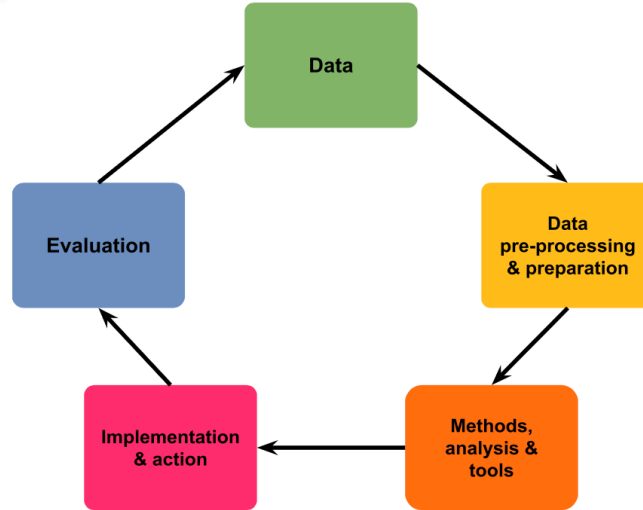 Data
Data
pre-processing
& preparation
Methods,
analysis &
tools
Implementation
& action
Evaluation